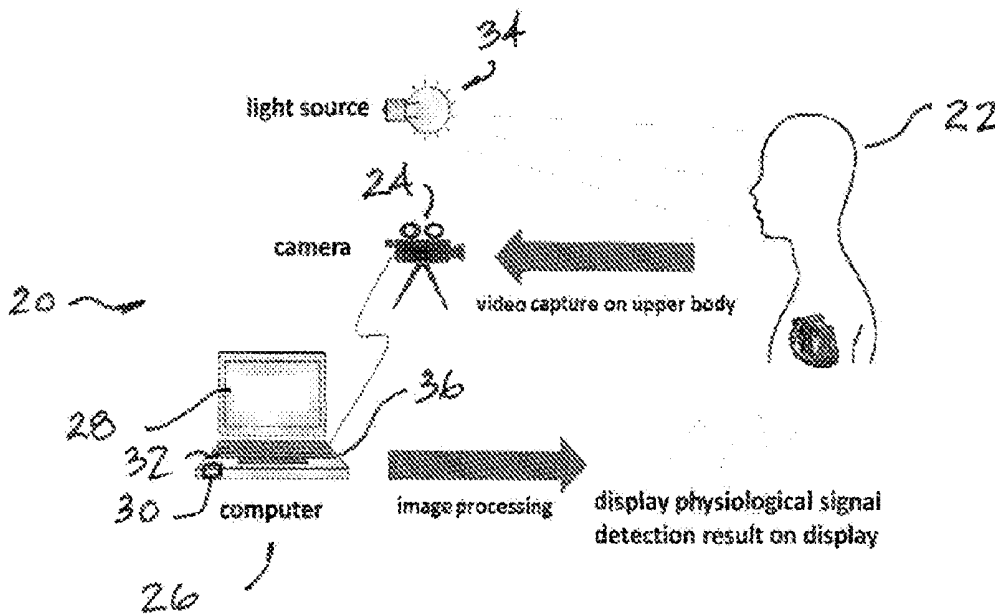 34
light source
22
24
camera
20
video capture on upper body
28
36
32
30
computer
image processing
display physiological signal
detection result on display
26